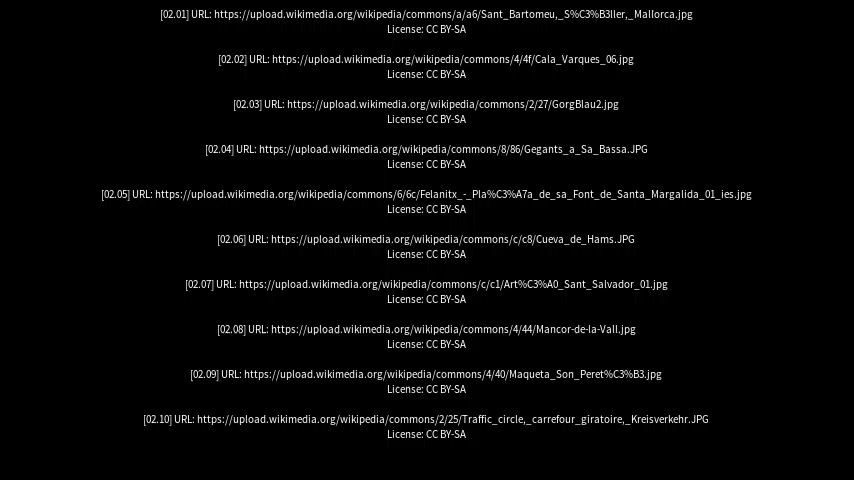 [02.01] URL: https://upload.wikimedia.org/wikipedia/commons/a/a6/Sant_Bartomeu,_S%C3%B3ller,_Mallorca.jpg
License: CC BY-SA
[02.02] URL: https://upload.wikimedia.org/wikipedia/commons/4/4f/Cala_Varques_06.jpg
License: CC BY-SA
[02.03] URL: https://upload.wikimedia.org/wikipedia/commons/2/27/GorgBlau2.jpg
License: CC BY-SA
[02.04] URL: https://upload.wikimedia.org/wikipedia/commons/8/86/Gegants_a_Sa_Bassa.JPG
License: CC BY-SA
[02.05] URL: https://upload.wikimedia.org/wikipedia/commons/6/6c/Felanitx_-_Pla%C3%A7a_de_sa_Font_de_Santa_Margalida_01_ies.jpg
License: CC BY-SA
[02.06] URL: https://upload.wikimedia.org/wikipedia/commons/c/c8/Cueva_de_Hams.JPG
License: CC BY-SA
[02.07] URL: https://upload.wikimedia.org/wikipedia/commons/c/c1/Art%C3%A0_Sant_Salvador_01.jpg
License: CC BY-SA
[02.08] URL: https://upload.wikimedia.org/wikipedia/commons/4/44/Mancor-de-la-Vall.jpg
License: CC BY-SA
[02.09] URL: https://upload.wikimedia.org/wikipedia/commons/4/40/Maqueta_Son_Peret%C3%B3.jpg
License: CC BY-SA
[02.10] URL: https://upload.wikimedia.org/wikipedia/commons/2/25/Traffic_circle,_carrefour_giratoire,_Kreisverkehr.JPG
License: CC BY-SA